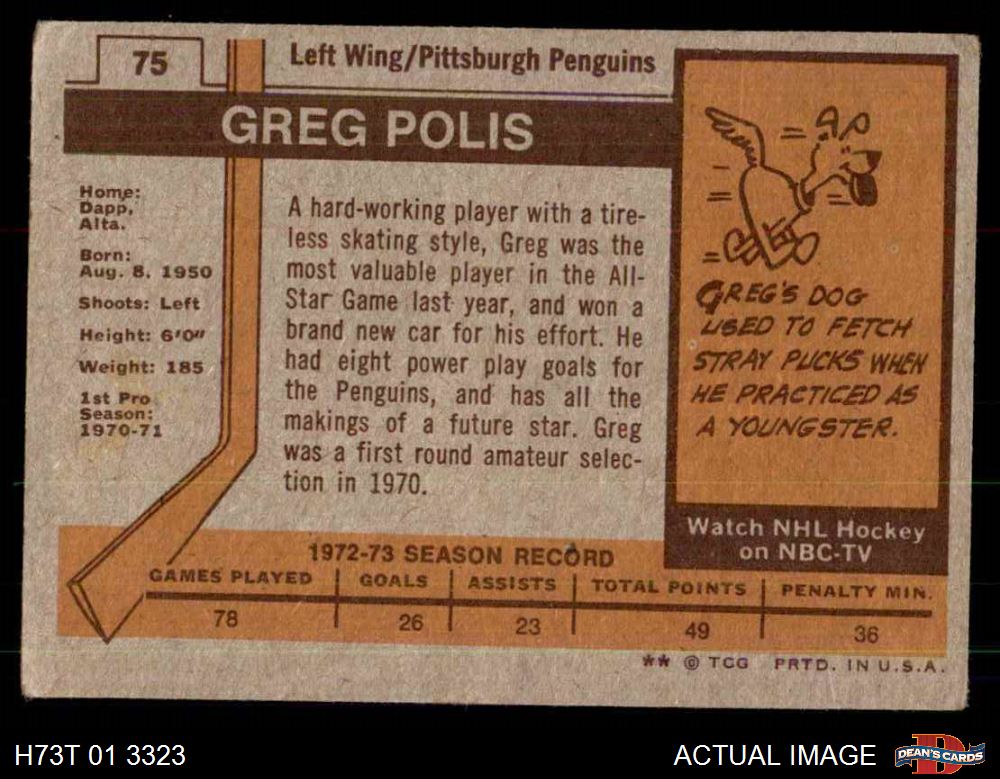 75
Left Wing/Pittsburgh Penguins
GREG POLIS
Home:
Dapp,
Alta.
Born:
Aug. 8, 1950
Shoots: Left
Height: 6'0"
Weight: 185
1st Pro
Season:
1970-71
A hard-working player with a tire-
less skating style, Greg was the
most valuable player in the All-
Star Game last year, and won a
brand new car for his effort. He
had eight power play goals for
the Penguins, and has all the
makings of a future star. Greg
was a first round amateur selec-
tion in 1970.
GREG'S DOG
USED TO FETCH
STRAY PUCKS WHEN
HE PRACTICED AS
A YOUNGSTER.
Watch NHL Hockey
on NBC-TV
1972-73 SEASON RECORD
GAMES PLAYED GOALS ASSISTS TOTAL POINTS PENALTY MIN.
78 26 23 49 36
** © TCG PRTD. IN U.S.A.
H73T 01 3323
ACTUAL IMAGE
DEAN'S CARDS